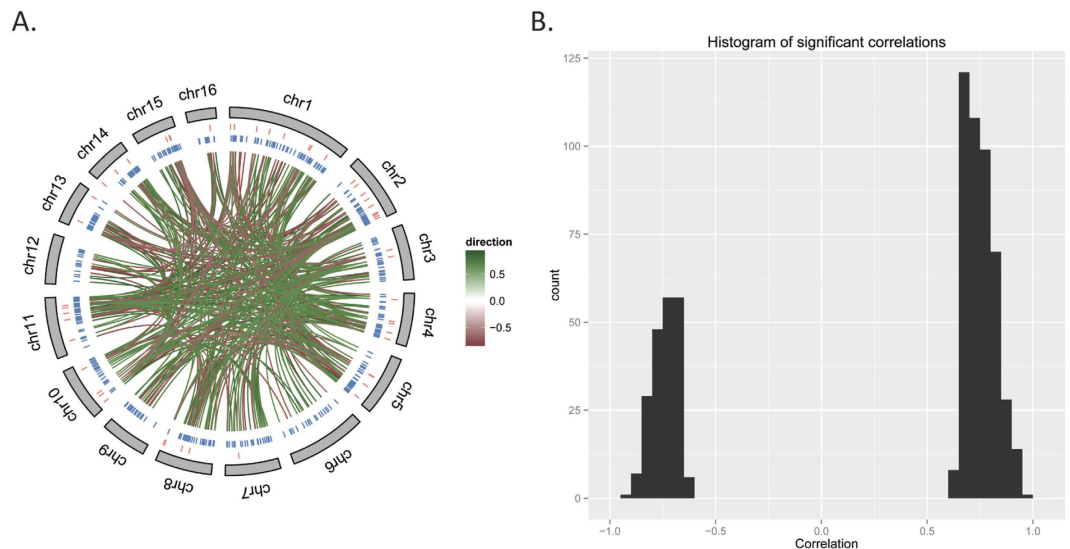 A.
chr1
chr2
chr3
chr4
chr5
chr6
chr7
chr8
chr9
chr10
chr11
chr12
chr13
chr14
chr15
chr16
direction
0.5
0.0
−0.5
B.
Histogram of significant correlations
count
125
100
75
50
25
0
−1.0 −0.5 0.0 0.5 1.0
Correlation